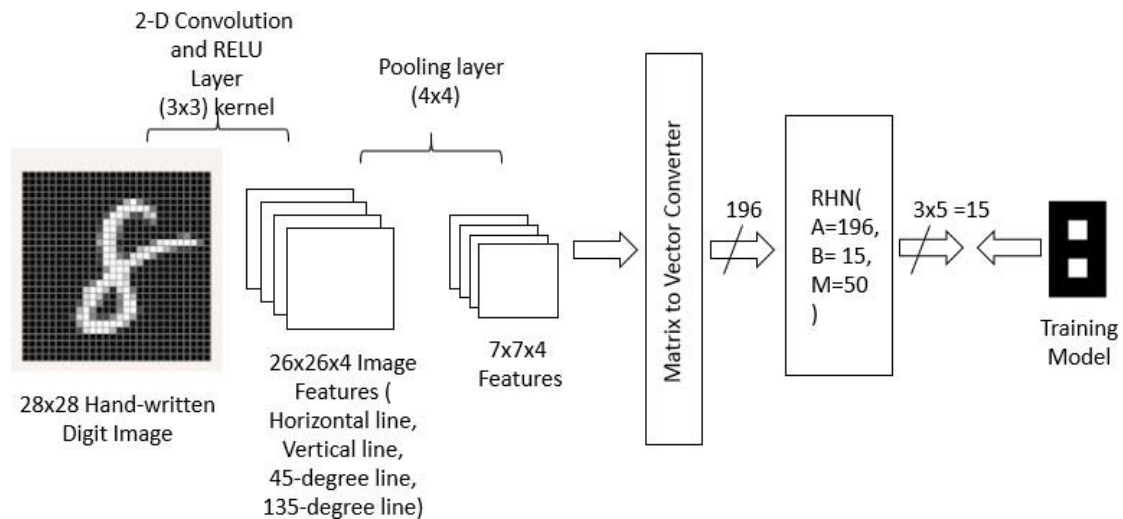 2-D Convolution
and RELU
Layer
(3x3) kernel
Pooling layer
(4x4)
28x28 Hand-written
Digit Image
26x26x4 Image
Features (
Horizontal line,
Vertical line,
45-degree line,
135-degree line)
7x7x4
Features
Matrix to Vector Converter
196
RHN(
A=196,
B= 15,
M=50
)
3x5 =15
Training
Model